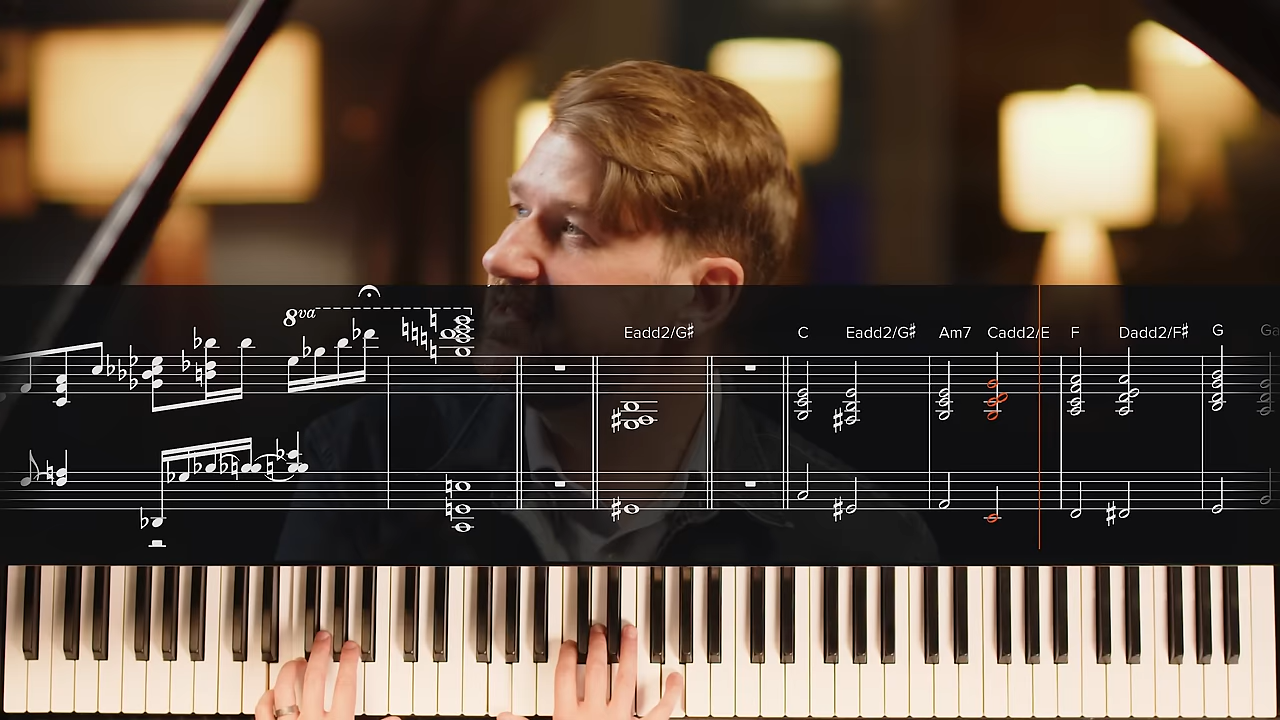 8va
Eadd2/G♯ C Eadd2/G♯ Am7 Cadd2/E F Dadd2/F♯ G